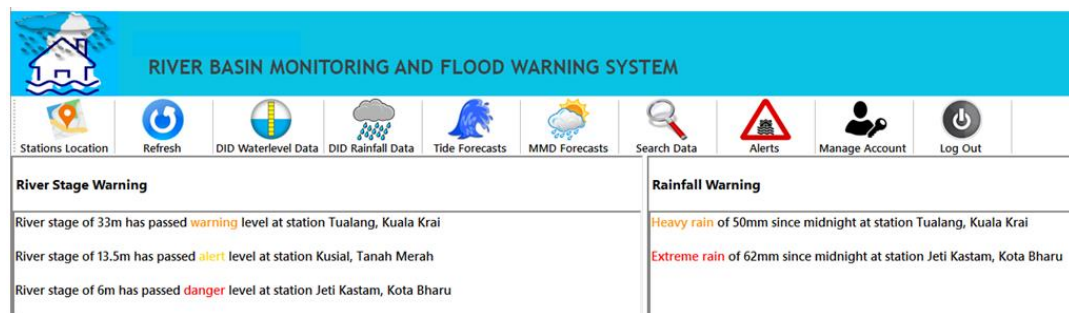 RIVER BASIN MONITORING AND FLOOD WARNING SYSTEM
Stations Location
Refresh
DID Waterlevel Data
DID Rainfall Data
Tide Forecasts
MMD Forecasts
Search Data
Alerts
Manage Account
Log Out
River Stage Warning
River stage of 33m has passed warning level at station Tualang, Kuala Krai
River stage of 13.5m has passed alert level at station Kusial, Tanah Merah
River stage of 6m has passed danger level at station Jeti Kastam, Kota Bharu
Rainfall Warning
Heavy rain of 50mm since midnight at station Tualang, Kuala Krai
Extreme rain of 62mm since midnight at station Jeti Kastam, Kota Bharu